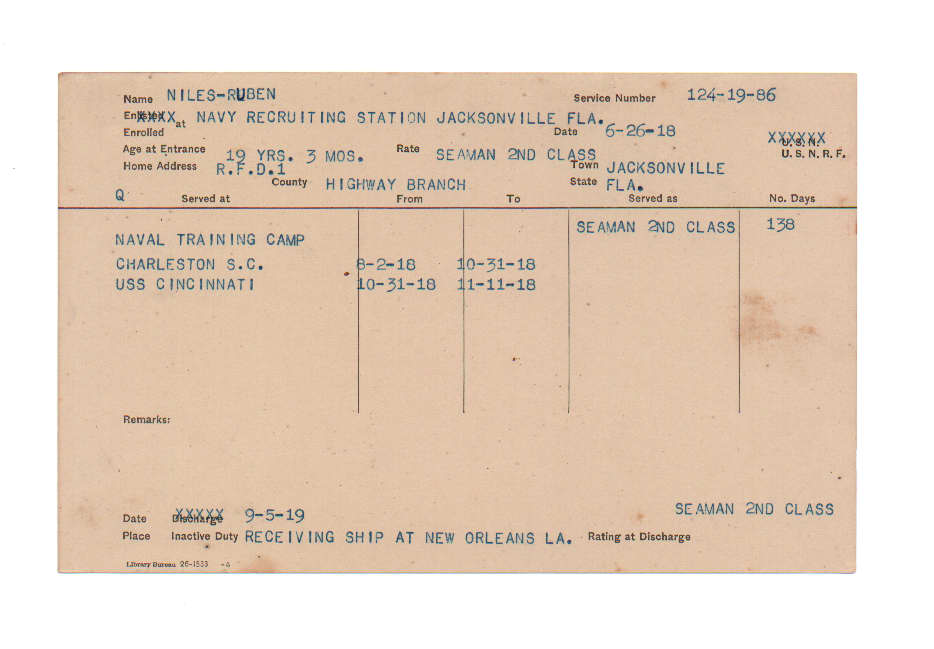 Name NILES-RUBEN Service Number 124-19-86
at NAVY RECRUITING STATION JACKSONVILLE FLA.
Enrolled Date 6-26-18 XXXXXX U.S.N.
Age at Entrance 19 YRS. 3 MOS. Rate SEAMAN 2ND CLASS U. S. N. R. F.
Home Address R.F.D.1 Town JACKSONVILLE
County HIGHWAY BRANCH State FLA.
Q Served at From To Served as No. Days
SEAMAN 2ND CLASS 138
NAVAL TRAINING CAMP
CHARLESTON S.C. 8-2-18 10-31-18
USS CINCINNATI 10-31-18 11-11-18
Remarks:
SEAMAN 2ND CLASS
Date Discharge XXXXX 9-5-19
Place Inactive Duty RECEIVING SHIP AT NEW ORLEANS LA. Rating at Discharge
Library Bureau 26-1533 -A